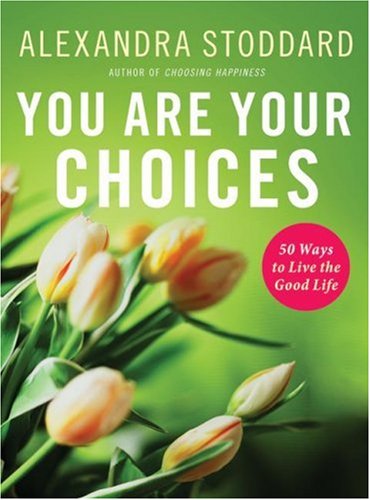 ALEXANDRA STODDARD
AUTHOR OF CHOOSING HAPPINESS
YOU ARE YOUR
CHOICES
50 Ways
to Live the
Good Life